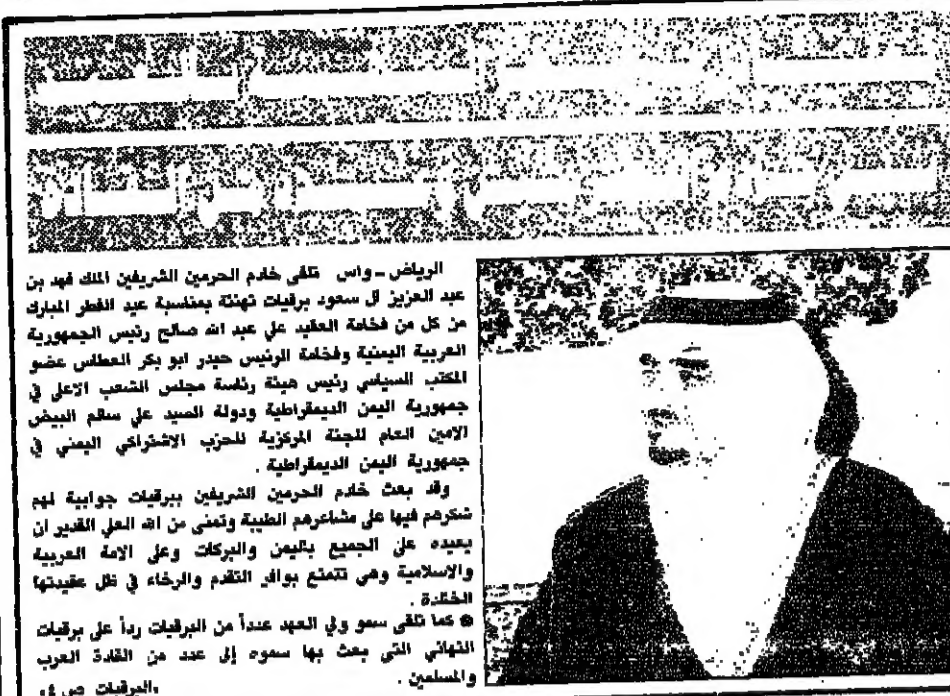 الرياض - واس تلقى خادم الحرمين الشريفين الملك فهد بن
عبد العزيز آل سعود برقيات تهنئة بمناسبة عيد الفطر المبارك
من كل من فخامة العقيد علي عبد الله صالح رئيس الجمهورية
العربية اليمنية وفخامة الرئيس حيدر ابو بكر العطاس عضو
المكتب السياسي رئيس هيئة رئاسة مجلس الشعب الاعلى في
جمهورية اليمن الديمقراطية ودولة السيد علي سالم البيض
الامين العام للجنة المركزية للحزب الاشتراكي اليمني في
جمهورية اليمن الديمقراطية .
وقد بعث خادم الحرمين الشريفين ببرقيات جوابية لهم
شكرهم فيها على مشاعرهم الطيبة وتمنى من الله العلي القدير ان
يعيده على الجميع باليمن والبركات وعلى الامة العربية
والاسلامية وهي تتمتع بوافر التقدم والرخاء في ظل عقيدتها
الخالدة .
● كما تلقى سمو ولي العهد عدداً من البرقيات رداً على برقيات
التهاني التي بعث بها سموه إلى عدد من القادة العرب
والمسلمين . «البرقيات ص ٤»